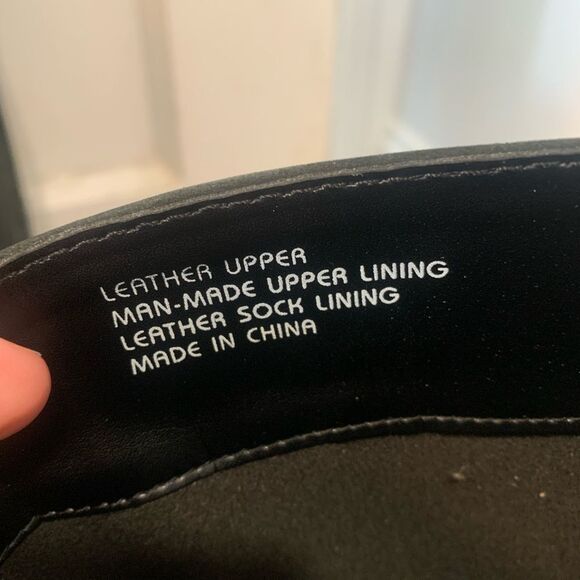 LEATHER UPPER
MAN-MADE UPPER LINING
LEATHER SOCK LINING
MADE IN CHINA